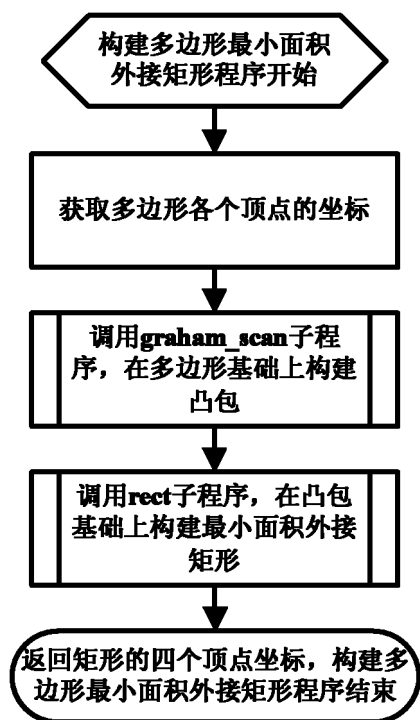 构建多边形最小面积
外接矩形程序开始
获取多边形各个顶点的坐标
调用graham_scan子程
序，在多边形基础上构建
凸包
调用rect子程序，在凸包
基础上构建最小面积外接
矩形
返回矩形的四个顶点坐标，构建多
边形最小面积外接矩形程序结束